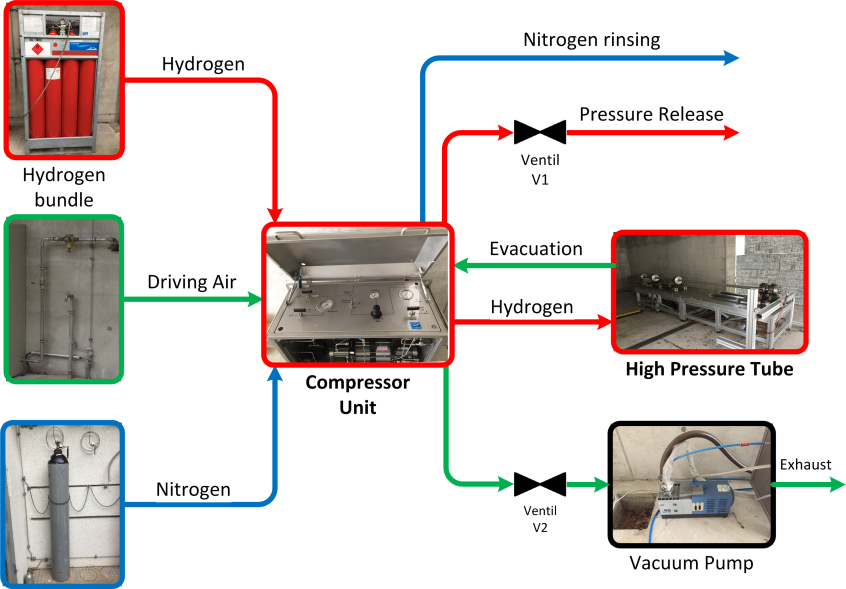 Nitrogen rinsing
Hydrogen
Pressure Release
Ventil
V1
Hydrogen
bundle
Evacuation
Driving Air
Hydrogen
High Pressure Tube
Compressor
Unit
Nitrogen
Ventil
V2
Exhaust
Vacuum Pump